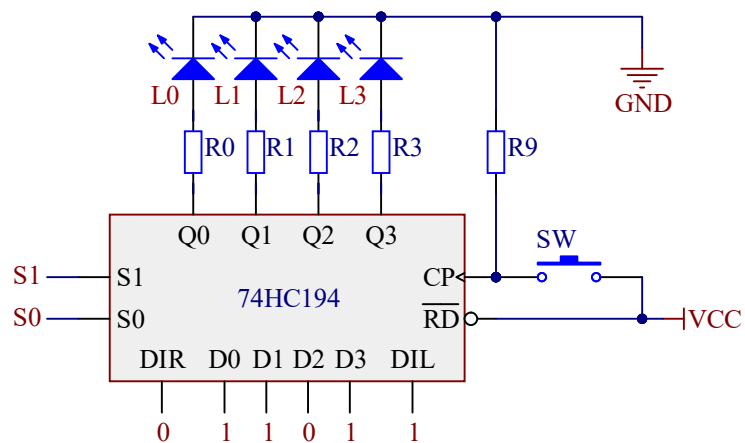 L0 L1 L2 L3 GND
R0 R1 R2 R3 R9
Q0 Q1 Q2 Q3 SW
S1 S1 CP
74HC194
S0 S0 RD VCC
DIR D0 D1 D2 D3 DIL
0 1 1 0 1 1